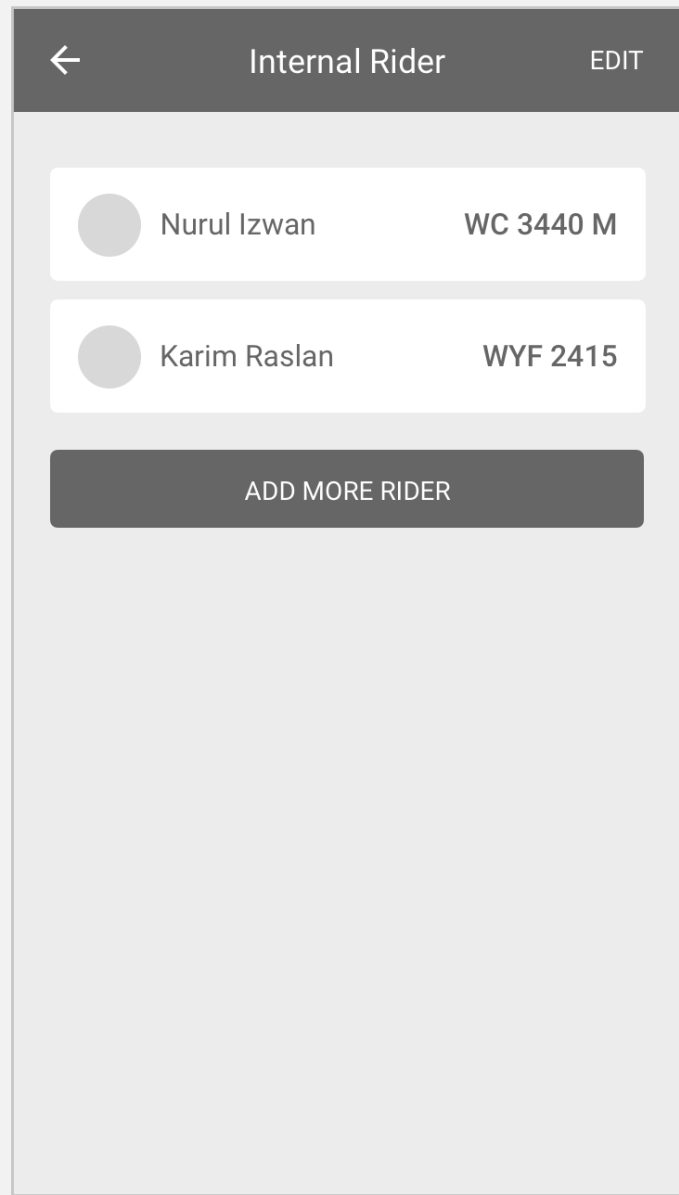 Internal Rider EDIT
Nurul Izwan WC 3440 M
Karim Raslan WYF 2415
ADD MORE RIDER